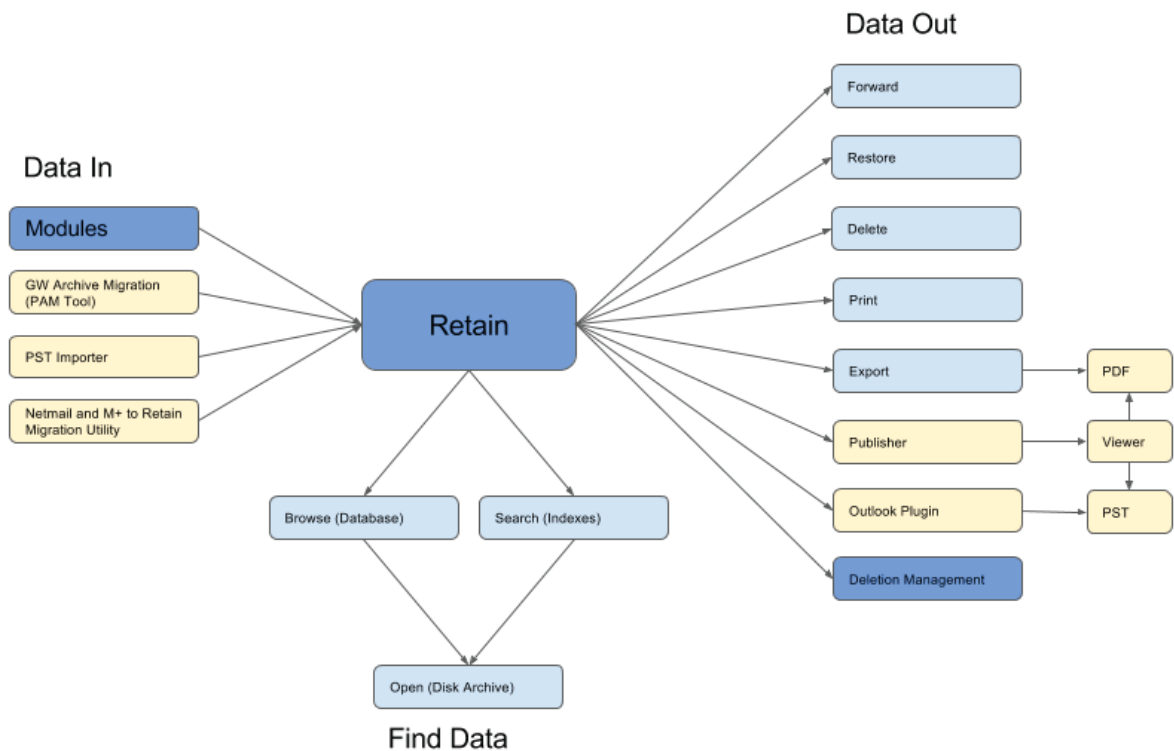 Data In
Modules
GW Archive Migration
(PAM Tool)
PST Importer
Netmail and M+ to Retain
Migration Utility
Retain
Browse (Database)
Search (Indexes)
Open (Disk Archive)
Find Data
Data Out
Forward
Restore
Delete
Print
Export
PDF
Publisher
Viewer
Outlook Plugin
PST
Deletion Management